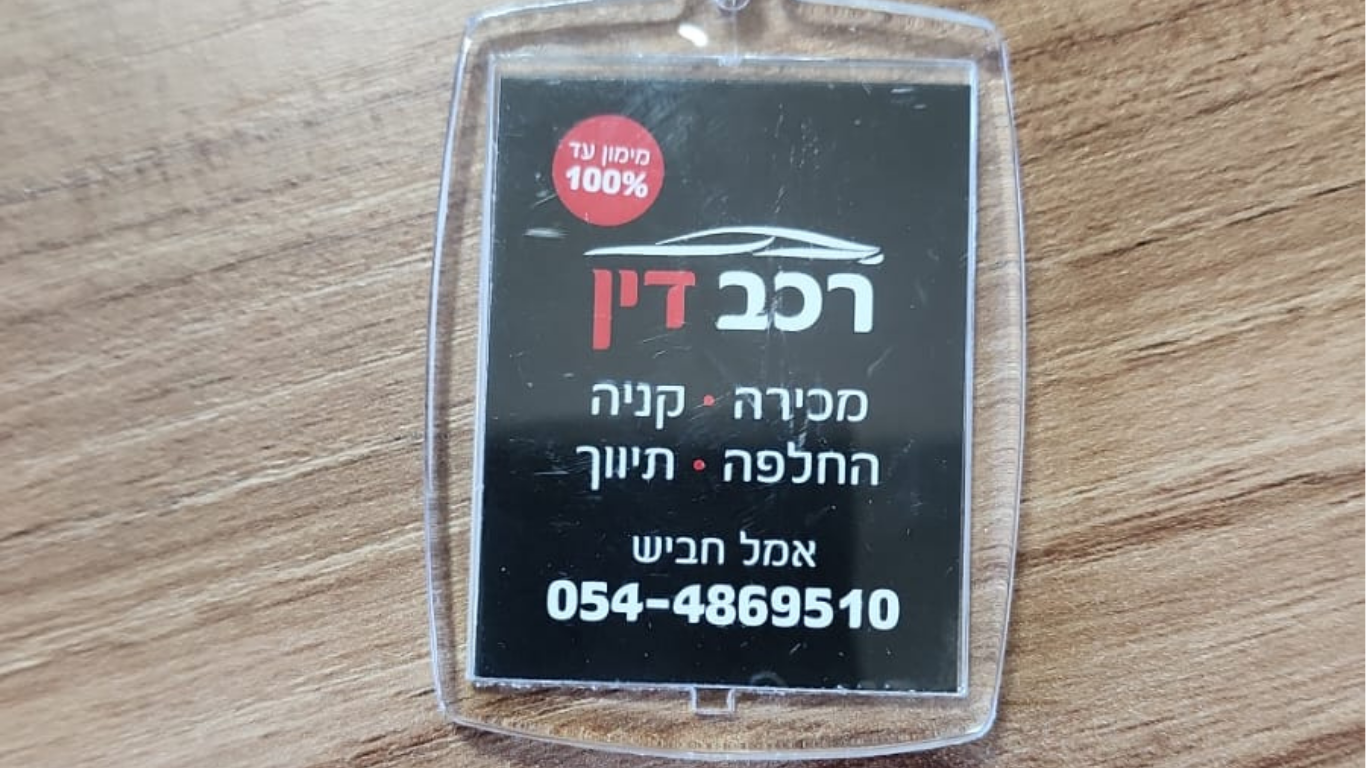 מימון עד
100%
רכב דין
מכירה • קניה
החלפה • תיווך
אמל חביש
054-4869510